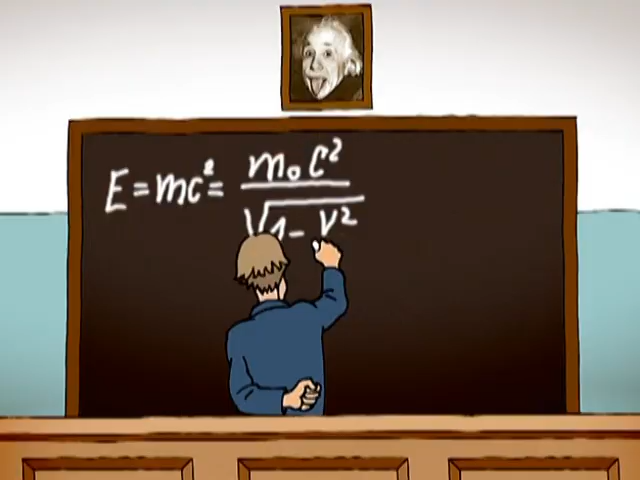 E = mc² = m₀c²
√1 - V²